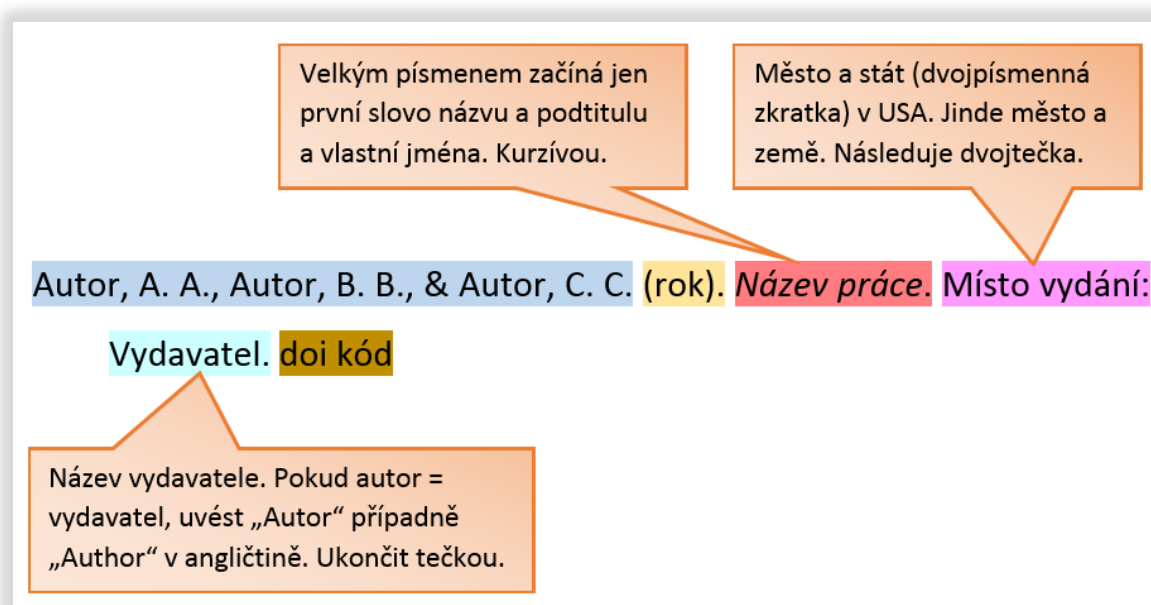 Velkým písmenem začíná jen
první slovo názvu a podtitulu
a vlastní jména. Kurzívou.
Město a stát (dvojpísmenná
zkratka) v USA. Jinde město a
země. Následuje dvojtečka.
Autor, A. A., Autor, B. B., & Autor, C. C. (rok). Název práce. Místo vydání:
Vydavatel. doi kód
Název vydavatele. Pokud autor =
vydavatel, uvést „Autor“ případně
„Author“ v angličtině. Ukončit tečkou.